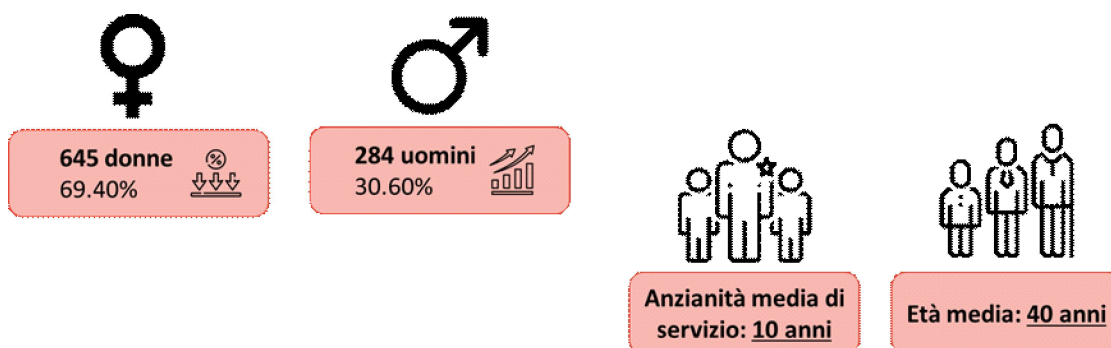 645 donne
69.40%
284 uomini
30.60%
%
Anzianità media di
servizio: 10 anni
Età media: 40 anni